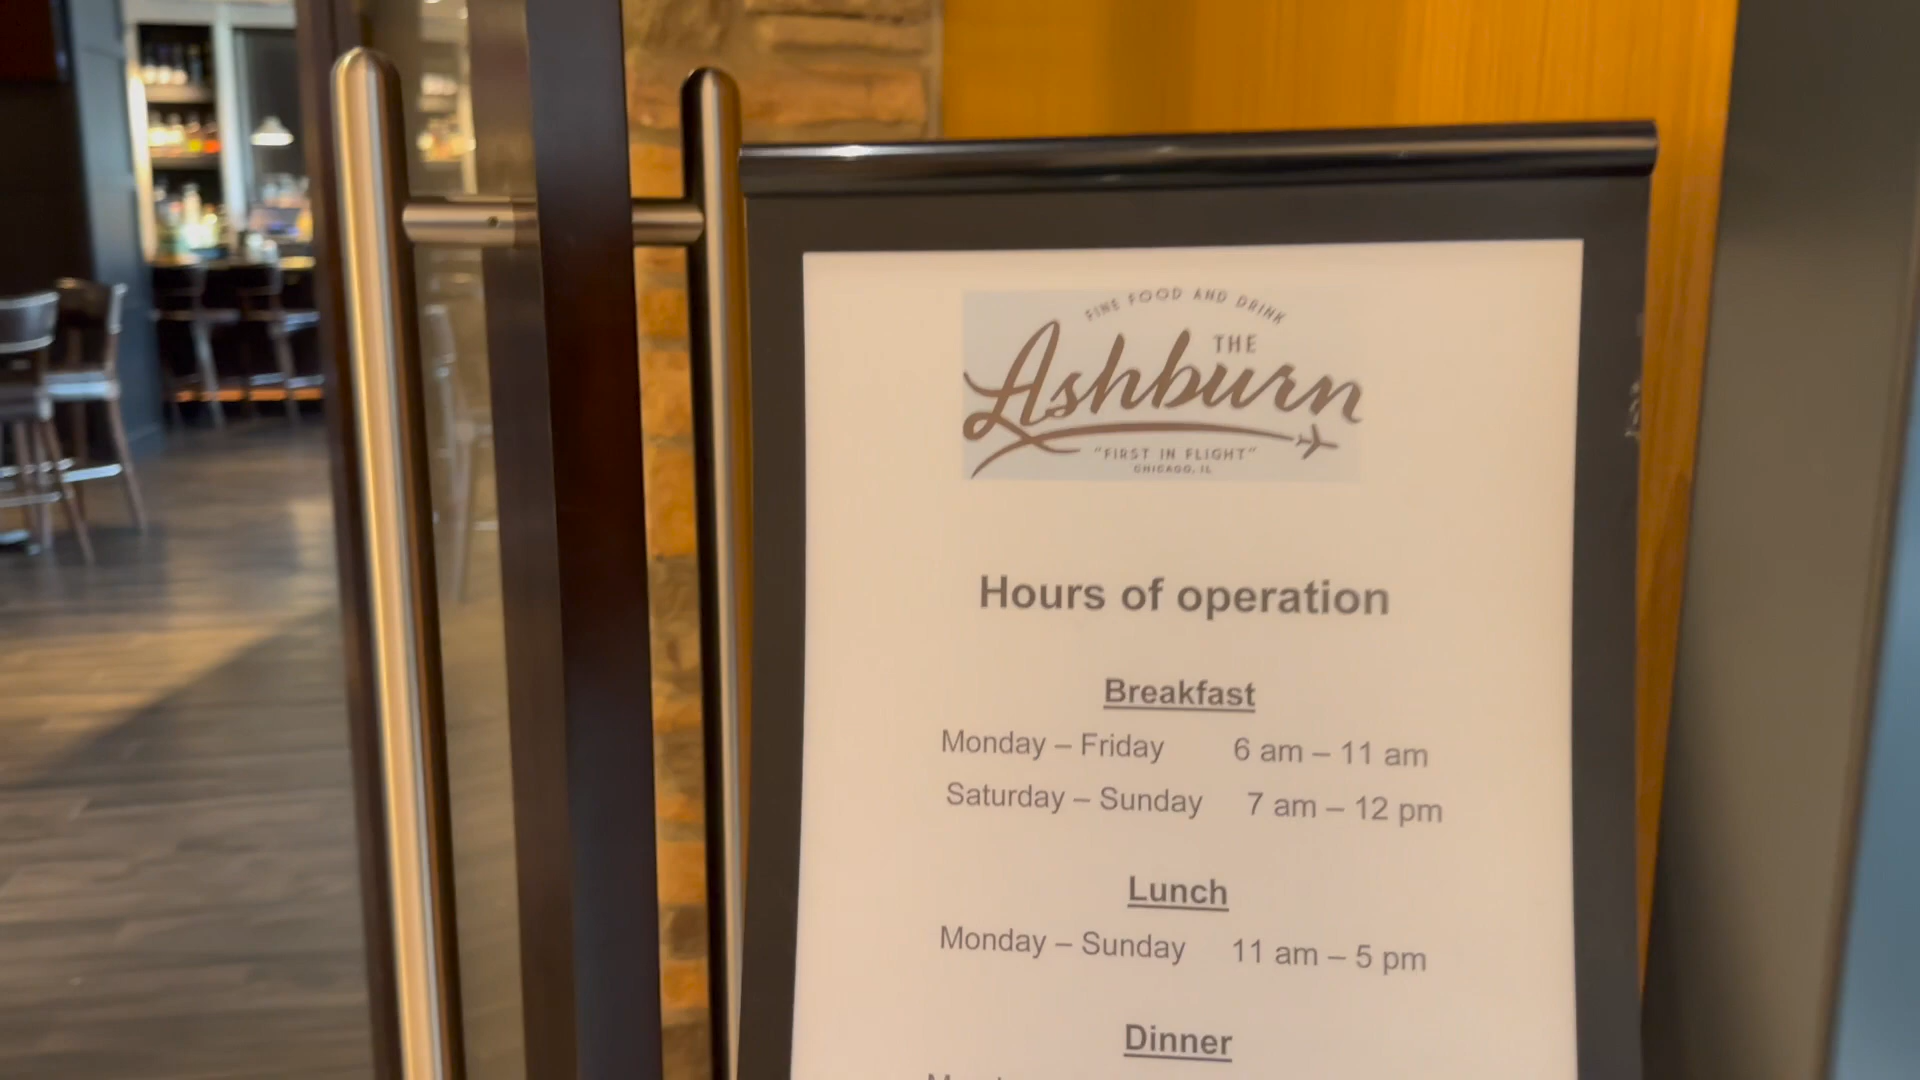 FINE FOOD AND DRINK
THE
Ashburn
"FIRST IN FLIGHT"
CHICAGO, IL
Hours of operation
Breakfast
Monday – Friday 6 am – 11 am
Saturday – Sunday 7 am – 12 pm
Lunch
Monday – Sunday 11 am – 5 pm
Dinner